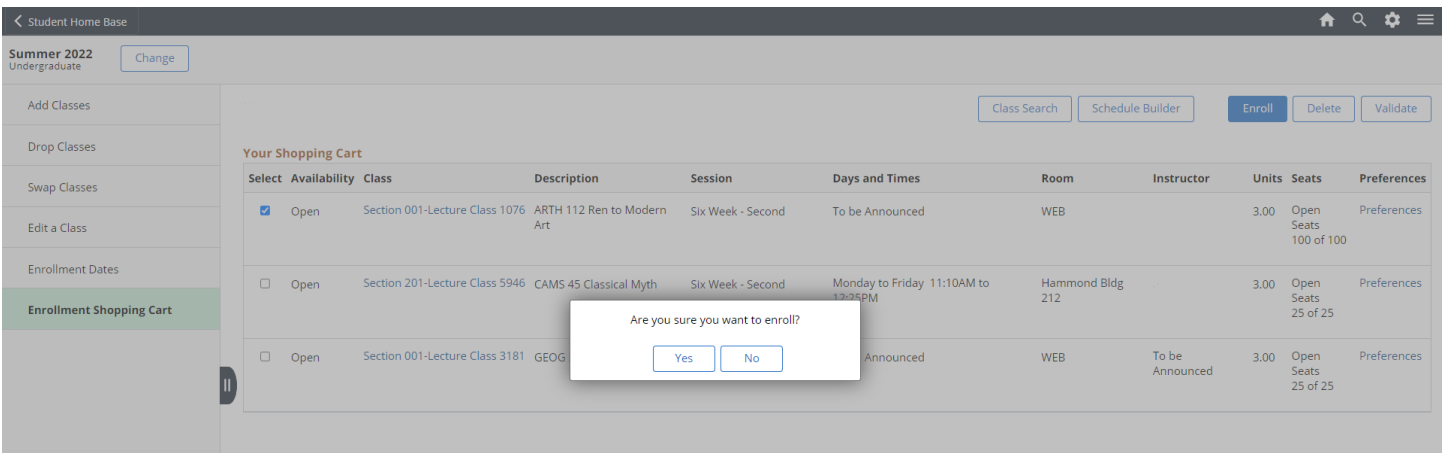 Student Home Base
Summer 2022
Undergraduate
Change
Add Classes
Drop Classes
Swap Classes
Edit a Class
Enrollment Dates
Enrollment Shopping Cart
Class Search Schedule Builder Enroll Delete Validate
Your Shopping Cart
Select Availability Class Description Session Days and Times Room Instructor Units Seats Preferences
Open Section 001-Lecture Class 1076 ARTH 112 Ren to Modern Six Week - Second To be Announced WEB 3.00 Open Preferences
Art Seats
100 of 100
Open Section 201-Lecture Class 5946 CAMS 45 Classical Myth Six Week - Second Monday to Friday 11:10AM to Hammond Bldg 3.00 Open Preferences
12:25PM 212 Seats
25 of 25
Are you sure you want to enroll?
Yes No
Open Section 001-Lecture Class 3181 GEOG Announced WEB To be 3.00 Open Preferences
Announced Seats
25 of 25